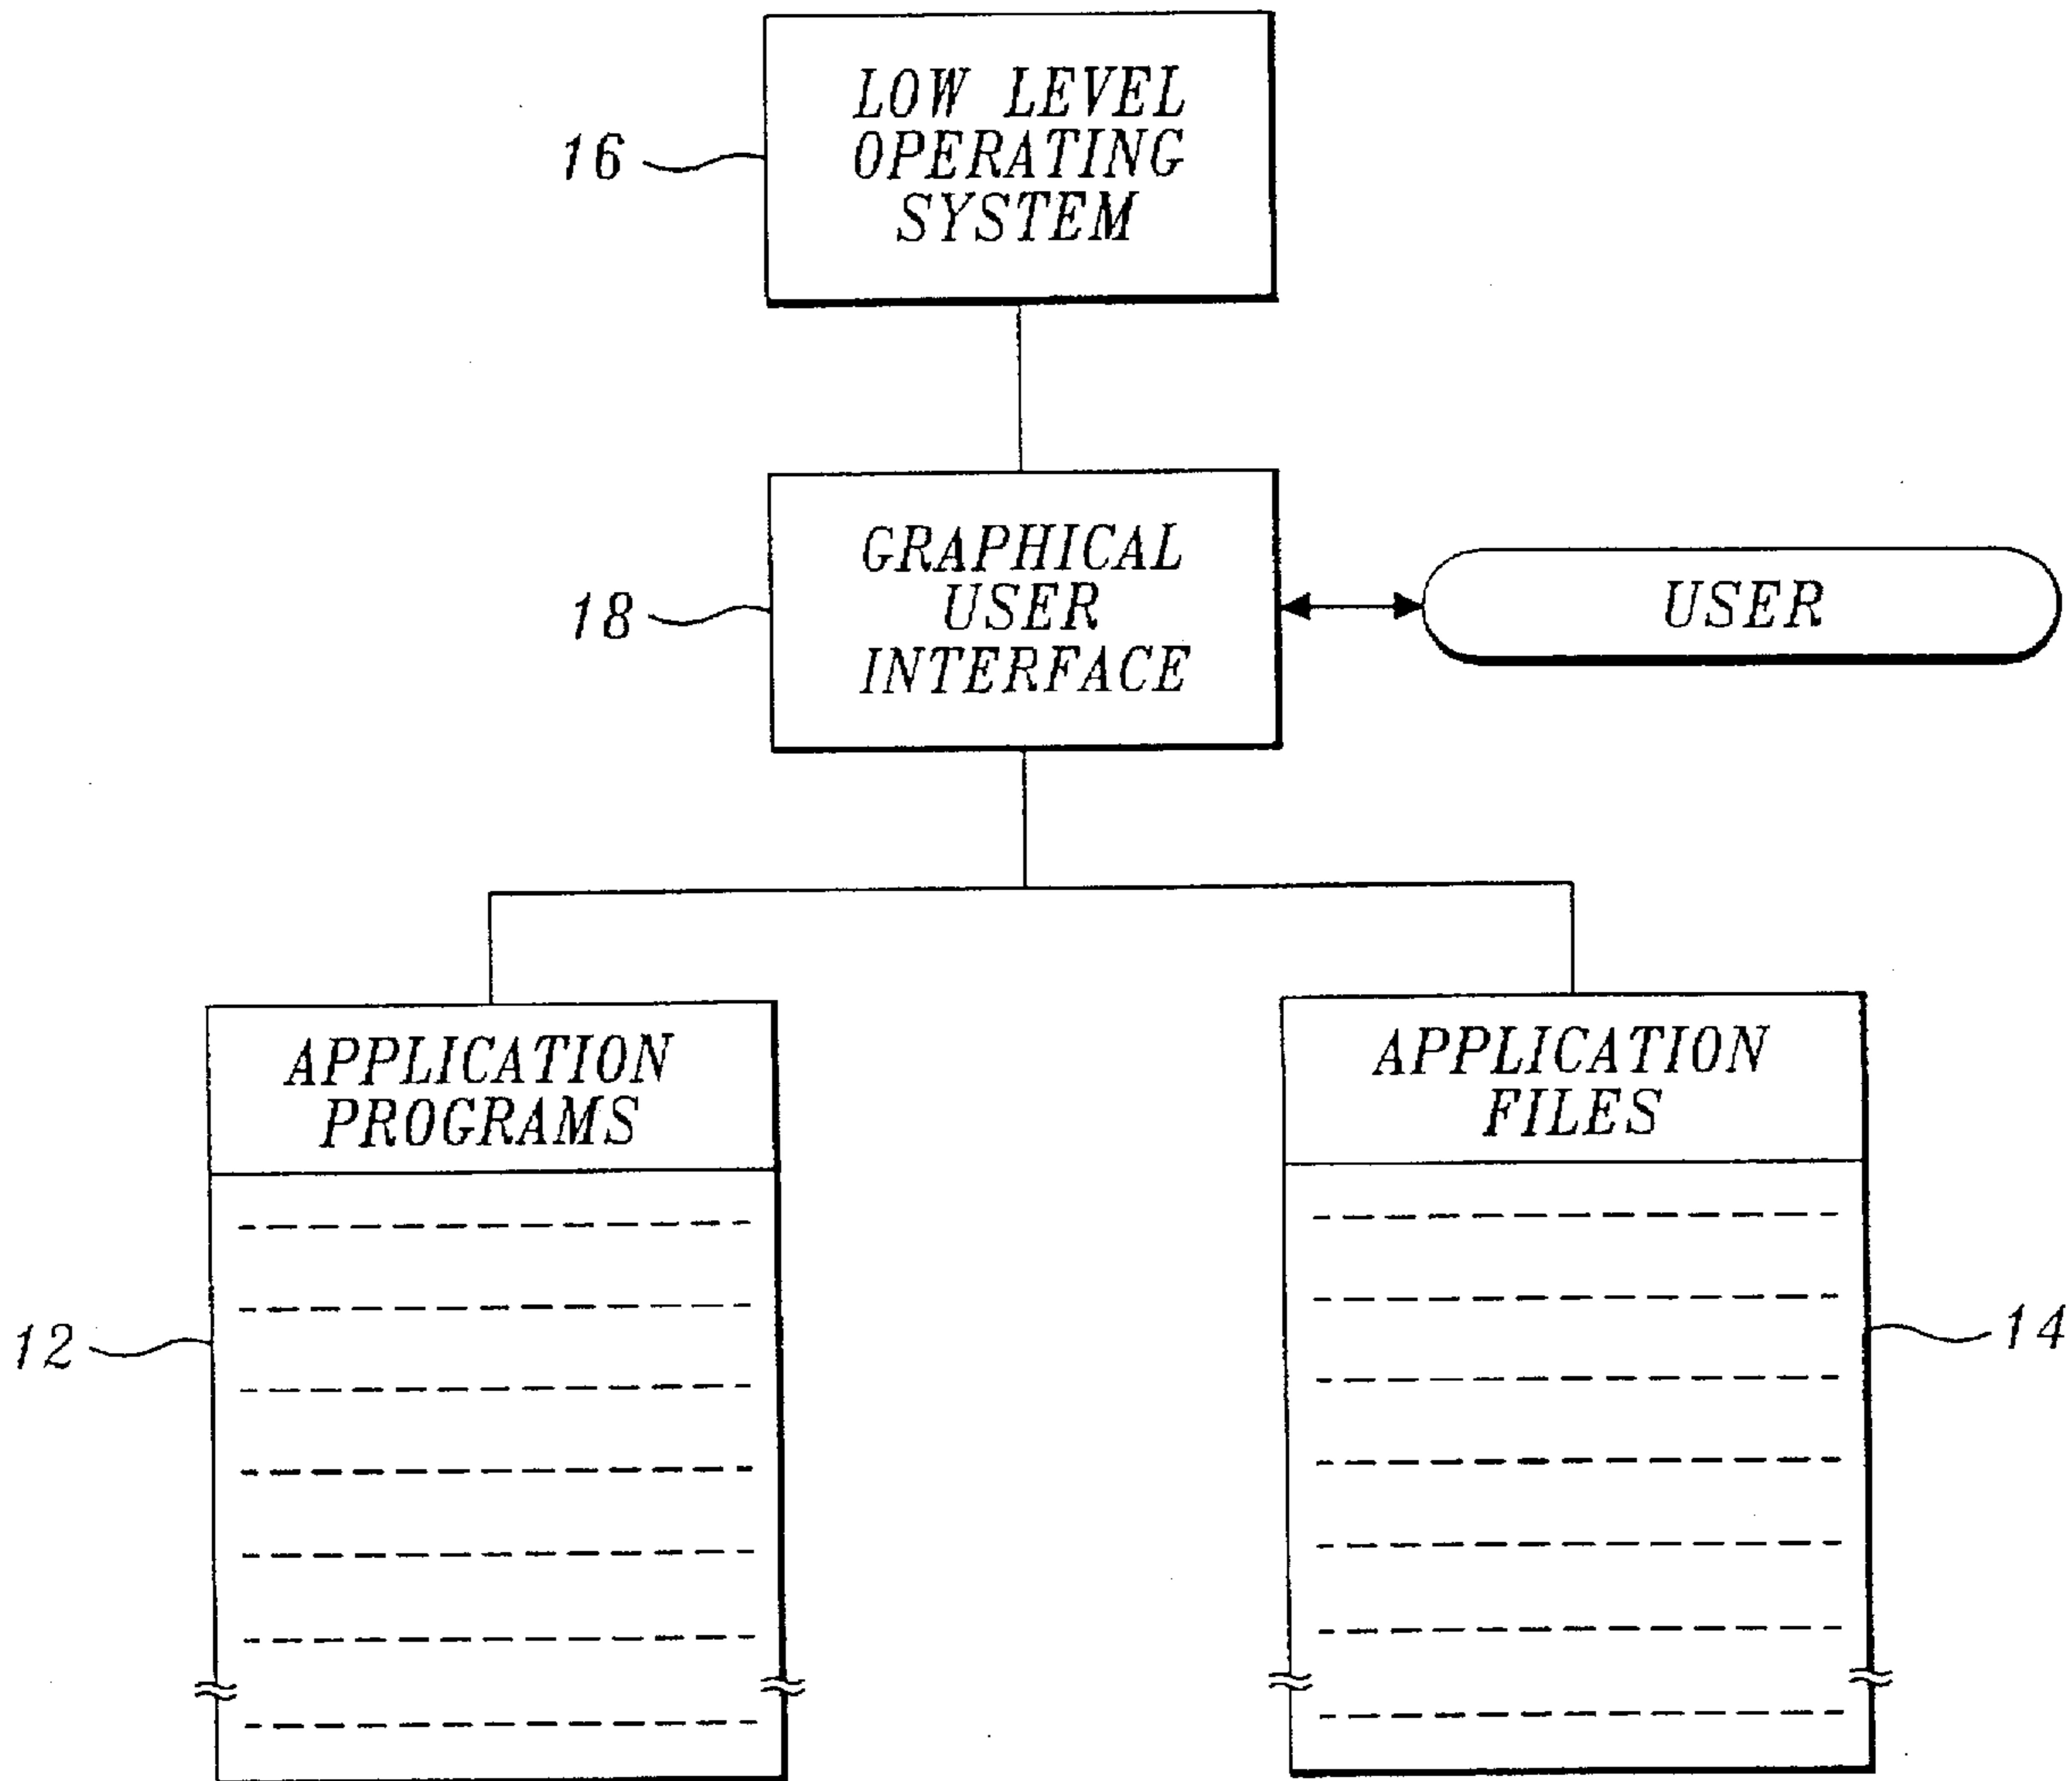 LOW LEVEL
OPERATING
SYSTEM
16
GRAPHICAL
USER
INTERFACE
18
USER
APPLICATION
PROGRAMS
APPLICATION
FILES
12
14